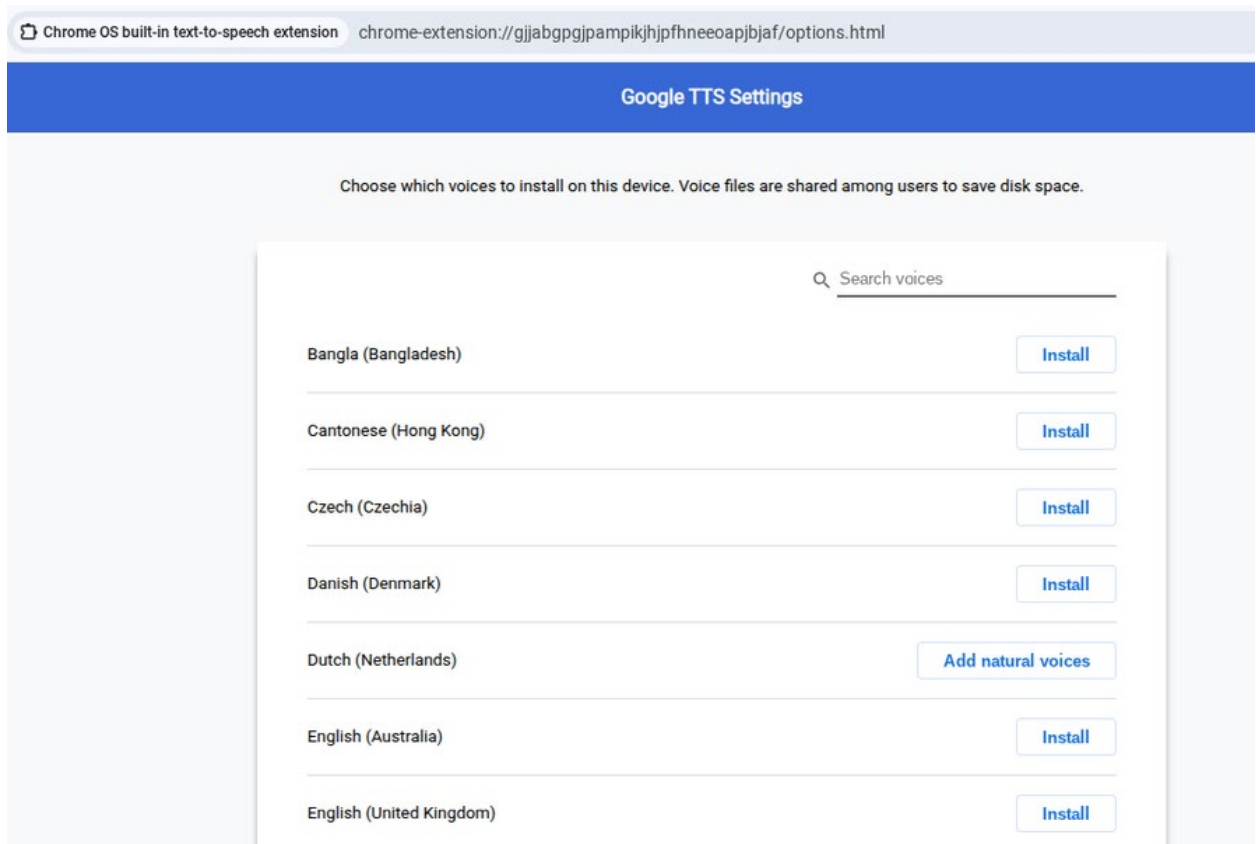 Chrome OS built-in text-to-speech extension chrome-extension://gjjabgpgjpampikjhjpfhneeoapjbjaf/options.html
Google TTS Settings
Choose which voices to install on this device. Voice files are shared among users to save disk space.
Search voices
Bangla (Bangladesh) Install
Cantonese (Hong Kong) Install
Czech (Czechia) Install
Danish (Denmark) Install
Dutch (Netherlands) Add natural voices
English (Australia) Install
English (United Kingdom) Install